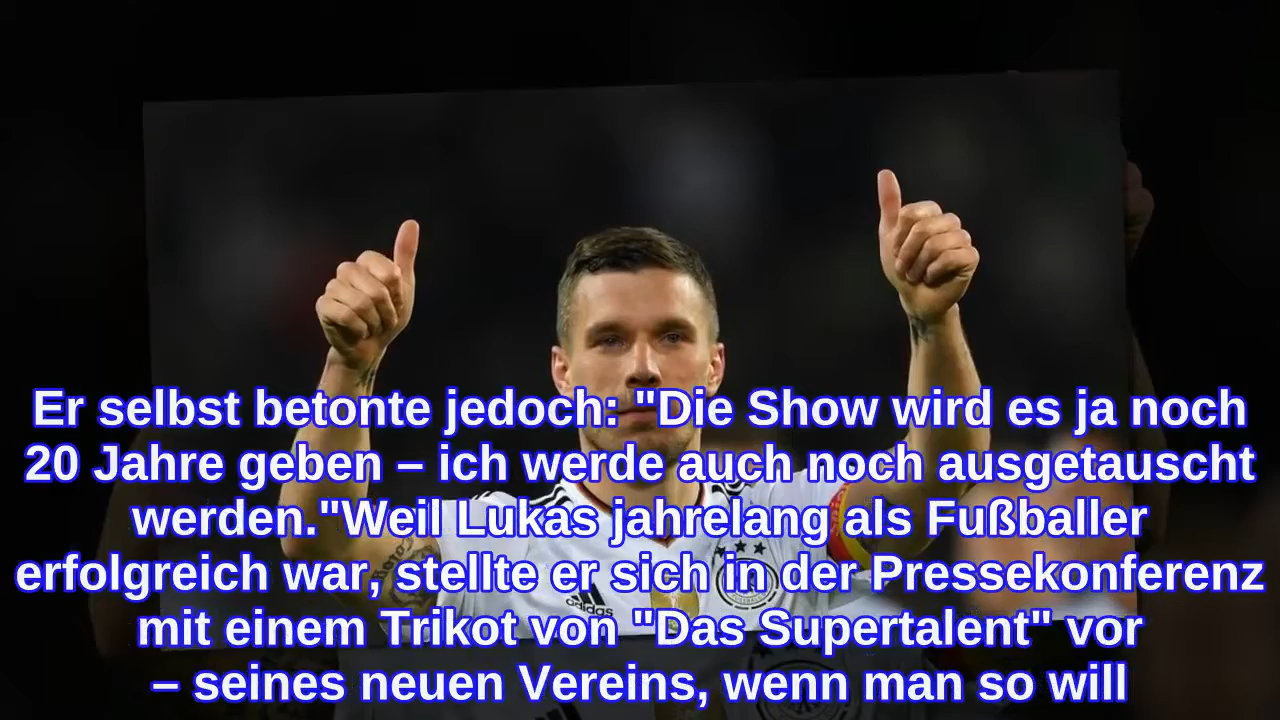 Er selbst betonte jedoch: "Die Show wird es ja noch
20 Jahre geben – ich werde auch noch ausgetauscht
werden."Weil Lukas jahrelang als Fußballer
erfolgreich war, stellte er sich in der Pressekonferenz
mit einem Trikot von "Das Supertalent" vor
– seines neuen Vereins, wenn man so will
adidas